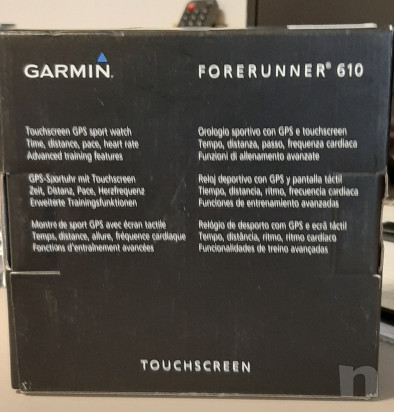 GARMIN.
FORERUNNER® 610
Touchscreen GPS sport watch
Time, distance, pace, heart rate
Advanced training features
Orologio sportivo con GPS e touchscreen
Tempo, distanza, passo, frequenza cardiaca
Funzioni di allenamento avanzate
GPS-Sportuhr mit Touchscreen
Zeit, Distanz, Pace, Herzfrequenz
Erweiterte Trainingsfunktionen
Reloj deportivo con GPS y pantalla táctil
Tiempo, distancia, ritmo, frecuencia cardiaca
Funciones de entrenamiento avanzadas
Montre de sport GPS avec écran tactile
Temps, distance, allure, fréquence cardiaque
Fonctions d'entraînement avancées
Relógio de desporto com GPS e ecrã táctil
Tempo, distância, ritmo, ritmo cardíaco
Funcionalidades de treino avançadas
TOUCHSCREEN
n